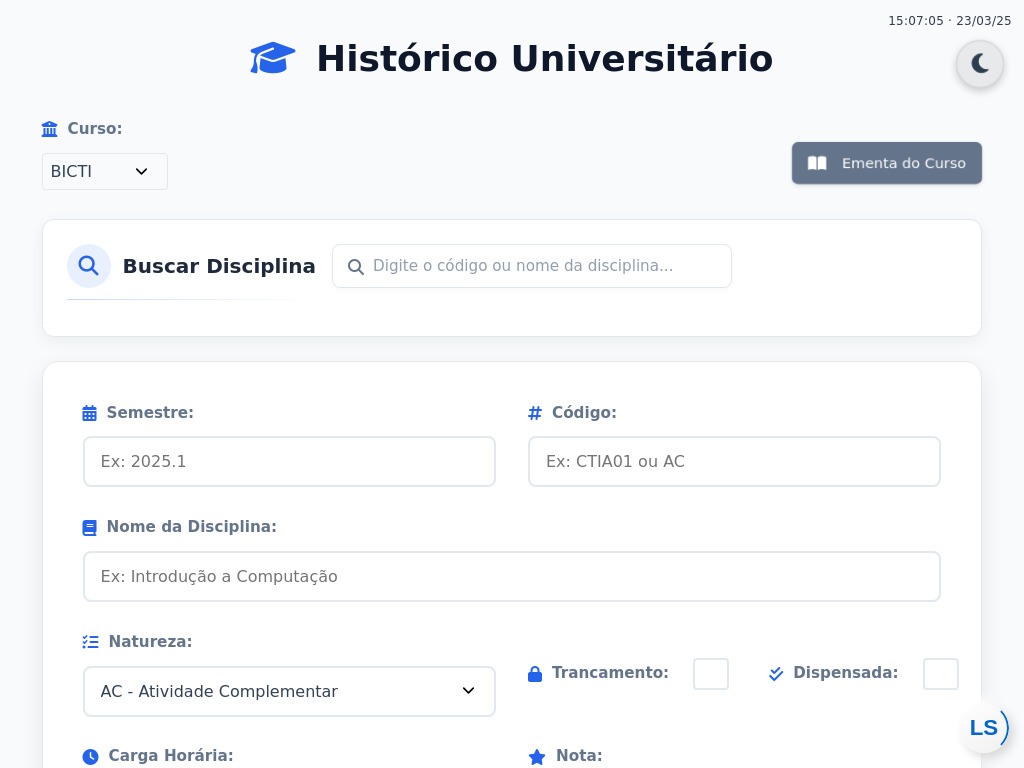 15:07:05 · 23/03/25
Histórico Universitário
Curso:
BICTI
Ementa do Curso
Buscar Disciplina
Digite o código ou nome da disciplina...
Semestre:
Código:
Ex: 2025.1
Ex: CTIA01 ou AC
Nome da Disciplina:
Ex: Introdução a Computação
Natureza:
AC - Atividade Complementar
Trancamento:
Dispensada:
LS
Carga Horária:
Nota: